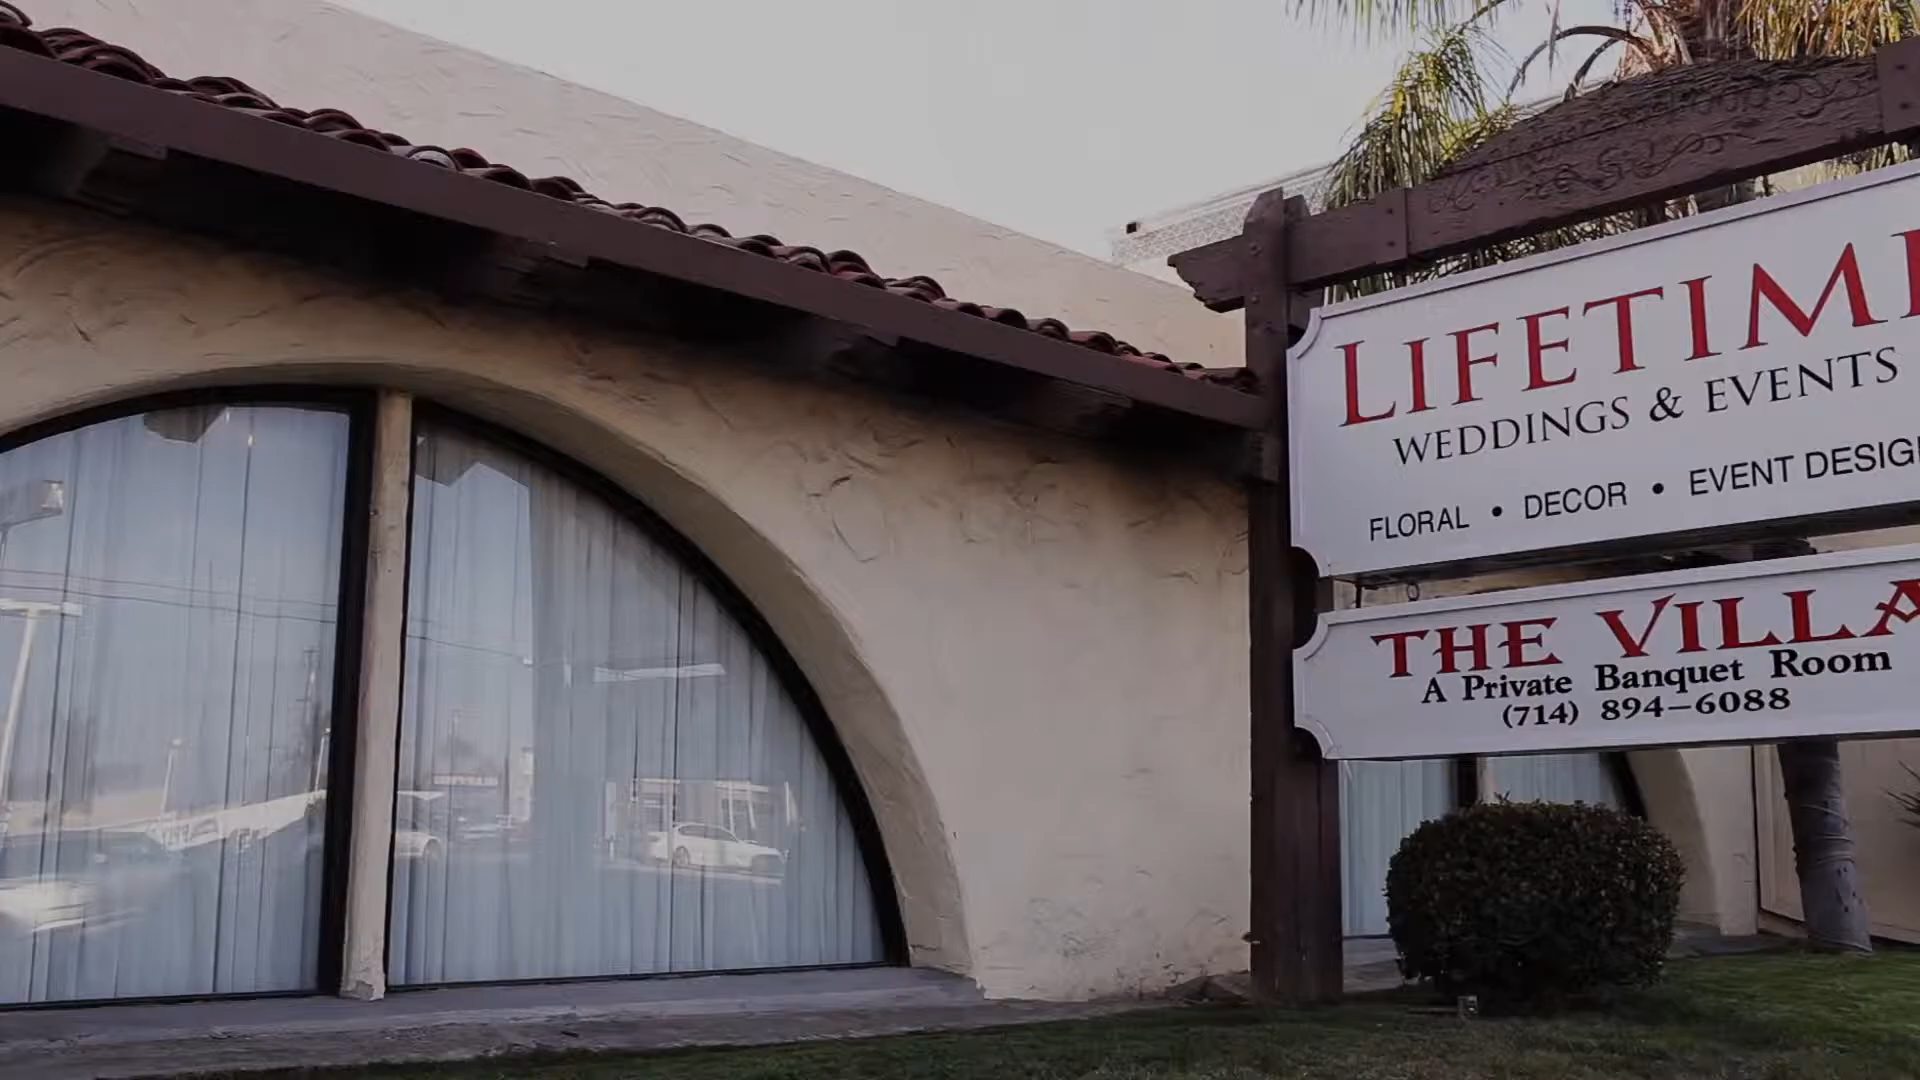 LIFETIM
WEDDINGS & EVENTS
FLORAL • DECOR • EVENT DESIG
THE VILLA
A Private Banquet Room
(714) 894-6088